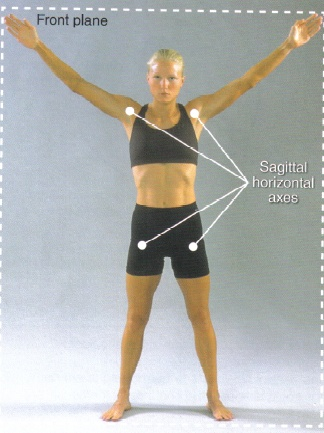 Front plane
Sagittal
horizontal
axes